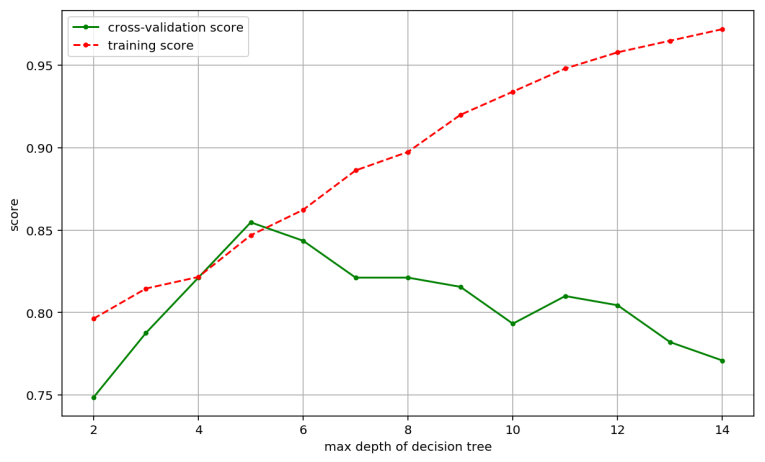 cross-validation score
training score
0.95
0.90
0.85
0.80
0.75
score
2 4 6 8 10 12 14
max depth of decision tree